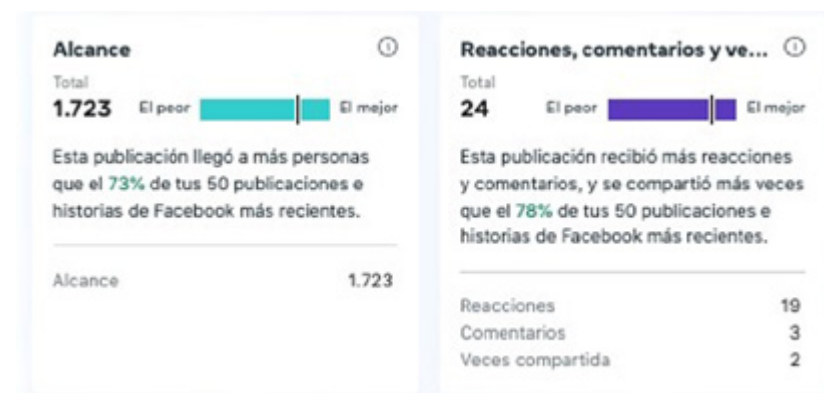 Alcance
Total
1.723 El peor El mejor
Esta publicación llegó a más personas
que el 73% de tus 50 publicaciones e
historias de Facebook más recientes.
Alcance 1.723
Reacciones, comentarios y ve...
Total
24 El peor El mejor
Esta publicación recibió más reacciones
y comentarios, y se compartió más veces
que el 78% de tus 50 publicaciones e
historias de Facebook más recientes.
Reacciones 19
Comentarios 3
Veces compartida 2